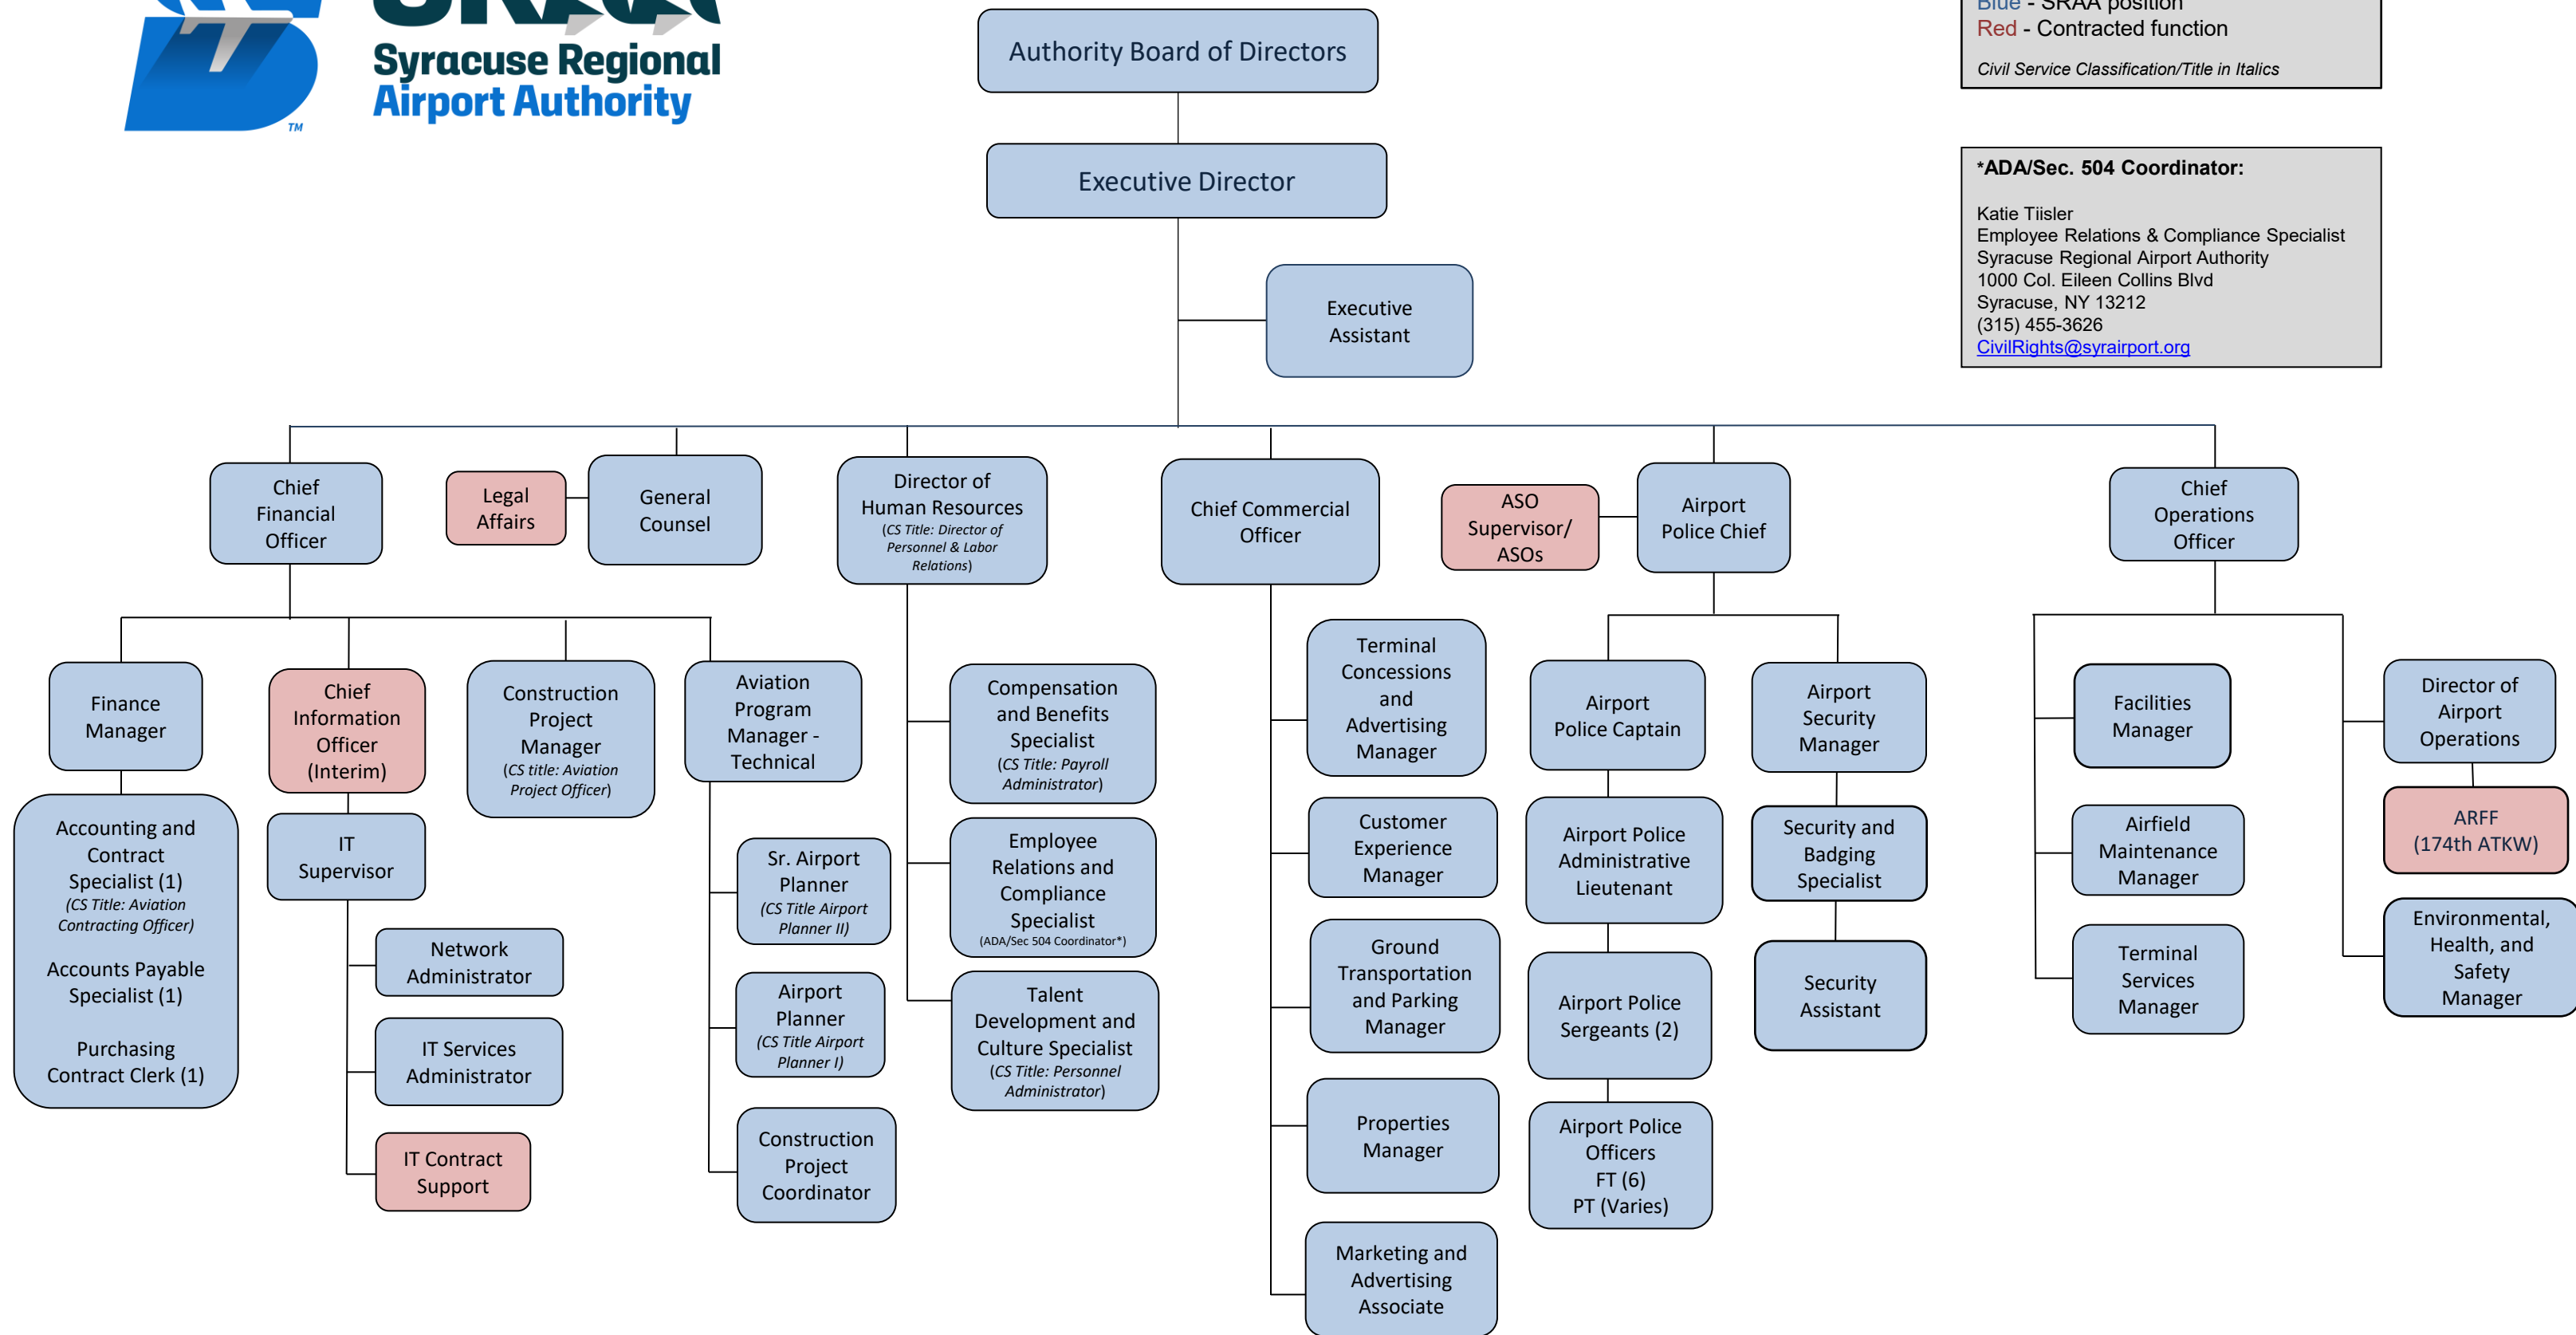 Syracuse Regional
Airport Authority
TM
Blue - SRAA position
Red - Contracted function
Civil Service Classification/Title in Italics
*ADA/Sec. 504 Coordinator:
Katie Tiisler
Employee Relations & Compliance Specialist
Syracuse Regional Airport Authority
1000 Col. Eileen Collins Blvd
Syracuse, NY 13212
(315) 455-3626
CivilRights@syrairport.org
Authority Board of Directors
Executive Director
Executive
Assistant
Chief
Financial
Officer
Legal
Affairs
General
Counsel
Director of
Human Resources
(CS Title: Director of
Personnel & Labor
Relations)
Chief Commercial
Officer
ASO
Supervisor/
ASOs
Airport
Police Chief
Chief
Operations
Officer
Finance
Manager
Accounting and
Contract
Specialist (1)
(CS Title: Aviation
Contracting Officer)
Accounts Payable
Specialist (1)
Purchasing
Contract Clerk (1)
Chief
Information
Officer
(Interim)
IT
Supervisor
Network
Administrator
IT Services
Administrator
IT Contract
Support
Construction
Project
Manager
(CS title: Aviation
Project Officer)
Aviation
Program
Manager -
Technical
Sr. Airport
Planner
(CS Title Airport
Planner II)
Airport
Planner
(CS Title Airport
Planner I)
Construction
Project
Coordinator
Compensation
and Benefits
Specialist
(CS Title: Payroll
Administrator)
Employee
Relations and
Compliance
Specialist
(ADA/Sec 504 Coordinator*)
Talent
Development and
Culture Specialist
(CS Title: Personnel
Administrator)
Terminal
Concessions
and
Advertising
Manager
Customer
Experience
Manager
Ground
Transportation
and Parking
Manager
Properties
Manager
Marketing and
Advertising
Associate
Airport
Police Captain
Airport Police
Administrative
Lieutenant
Airport Police
Sergeants (2)
Airport Police
Officers
FT (6)
PT (Varies)
Airport
Security
Manager
Security and
Badging
Specialist
Security
Assistant
Facilities
Manager
Airfield
Maintenance
Manager
Terminal
Services
Manager
Director of
Airport
Operations
ARFF
(174th ATKW)
Environmental,
Health, and
Safety
Manager